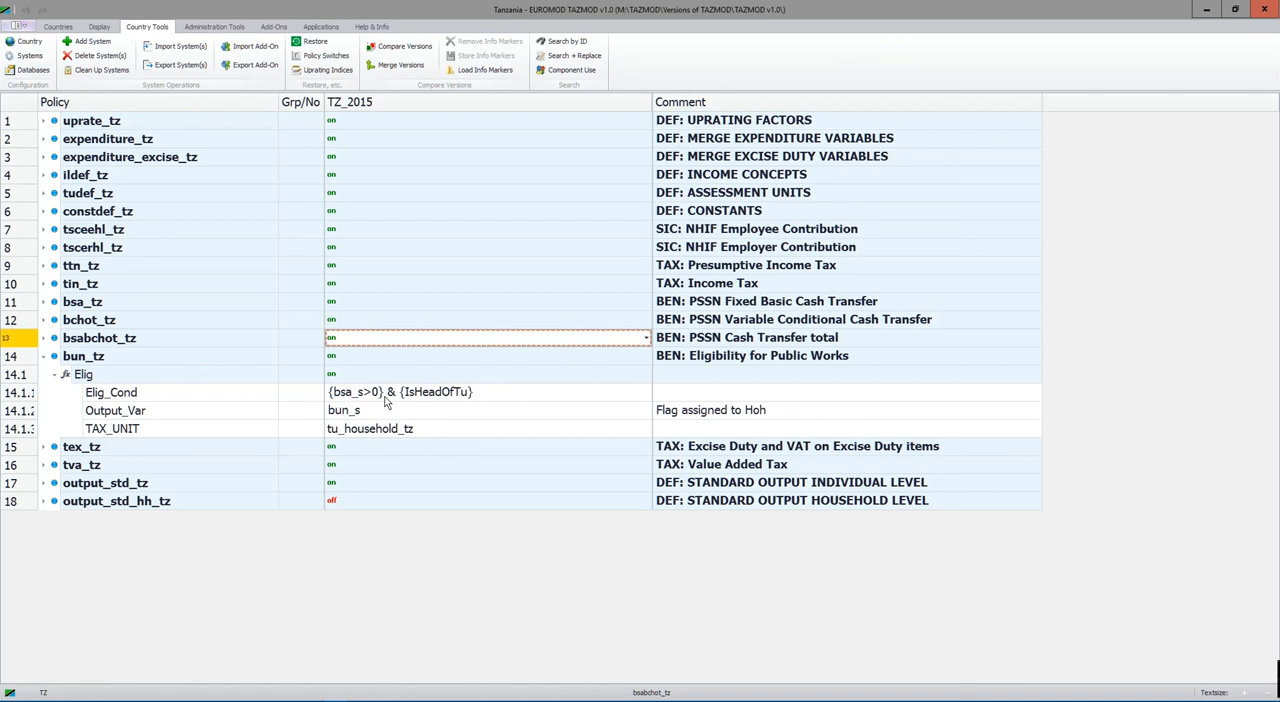 Tanzania - EUROMOD TAZMOD v1.0 (M:\TAZMOD\Versions of TAZMOD\TAZMOD v1.0\)
Countries Display Country Tools Administration Tools Add-Ons Applications Help & Info
Country Add System Import System(s) Import Add-On Restore Compare Versions Remove Info Markers Search by ID
Systems Delete System(s) Policy Switches Store Info Markers Search + Replace
Databases Clean Up Systems Export System(s) Export Add-On Uprating Indices Merge Versions Load Info Markers Component Use
Configuration System Operations Restore, etc. Compare Versions Search
Policy Grp/No TZ_2015 Comment
1 uprate_tz on DEF: UPRATING FACTORS
2 expenditure_tz on DEF: MERGE EXPENDITURE VARIABLES
3 expenditure_excise_tz on DEF: MERGE EXCISE DUTY VARIABLES
4 ildef_tz on DEF: INCOME CONCEPTS
5 tudef_tz on DEF: ASSESSMENT UNITS
6 constdef_tz on DEF: CONSTANTS
7 tsceehl_tz on SIC: NHIF Employee Contribution
8 tscerhl_tz on SIC: NHIF Employer Contribution
9 ttn_tz on TAX: Presumptive Income Tax
10 tin_tz on TAX: Income Tax
11 bsa_tz on BEN: PSSN Fixed Basic Cash Transfer
12 bchot_tz on BEN: PSSN Variable Conditional Cash Transfer
13 bsabchot_tz on BEN: PSSN Cash Transfer total
14 bun_tz on BEN: Eligibility for Public Works
14.1 fx Elig on
14.1.1 Elig_Cond {bsa_s>0} & {IsHeadOfTu}
14.1.2 Output_Var bun_s Flag assigned to Hoh
14.1.3 TAX_UNIT tu_household_tz
15 tex_tz on TAX: Excise Duty and VAT on Excise Duty items
16 tva_tz on TAX: Value Added Tax
17 output_std_tz on DEF: STANDARD OUTPUT INDIVIDUAL LEVEL
18 output_std_hh_tz off DEF: STANDARD OUTPUT HOUSEHOLD LEVEL
TZ bsabchot_tz Textsize: